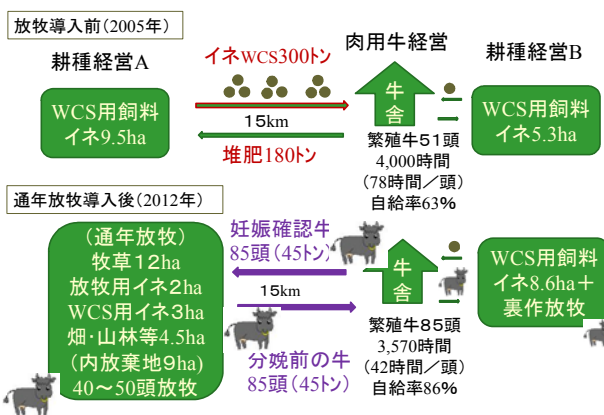 放牧導入前(2005年)
耕種経営A
肉用牛経営
耕種経営B
イネWCS300トン
WCS用飼料
イネ9.5ha
15km
堆肥180トン
牛舎
WCS用飼料
イネ5.3ha
繁殖牛51頭
4,000時間
(78時間/頭)
自給率63%
通年放牧導入後(2012年)
(通年放牧)
牧草12ha
放牧用イネ2ha
WCS用イネ3ha
畑・山林等4.5ha
(内放棄地9ha)
40~50頭放牧
妊娠確認牛
85頭(45トン)
15km
分娩前の牛
85頭(45トン)
牛舎
繁殖牛85頭
3,570時間
(42時間/頭)
自給率86%
WCS用飼料
イネ8.6ha+
裏作放牧